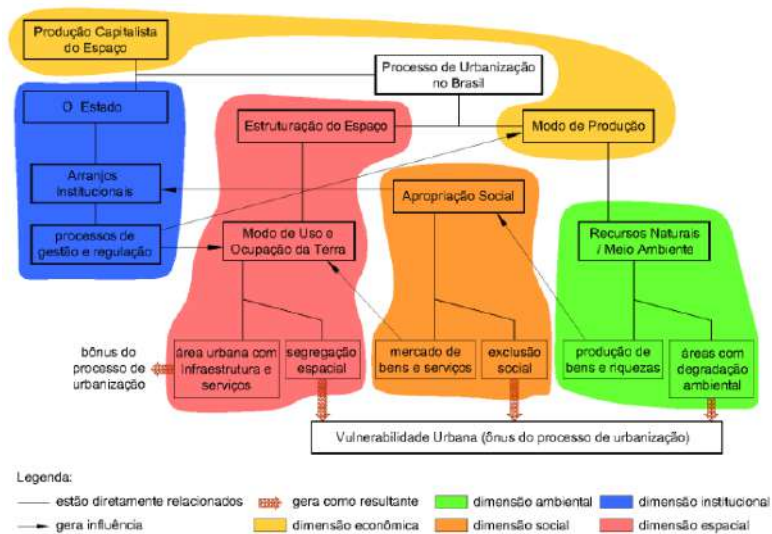 Produção Capitalista
do Espaço
Processo de Urbanização
no Brasil
O Estado
Estruturação do Espaço
Modo de Produção
Arranjos
Institucionais
Apropriação Social
processos de
gestão e regulação
Modo de Uso e
Ocupação da Terra
Recursos Naturais
/ Meio Ambiente
bônus do
processo de
urbanização
área urbana com
infraestrutura e
serviços
segregação
espacial
mercado de
bens e serviços
exclusão
social
produção de
bens e riquezas
áreas com
degradação
ambiental
Vulnerabilidade Urbana (ônus do processo de urbanização)
Legenda:
estão diretamente relacionados
gera como resultante
dimensão ambiental
dimensão institucional
gera influência
dimensão econômica
dimensão social
dimensão espacial